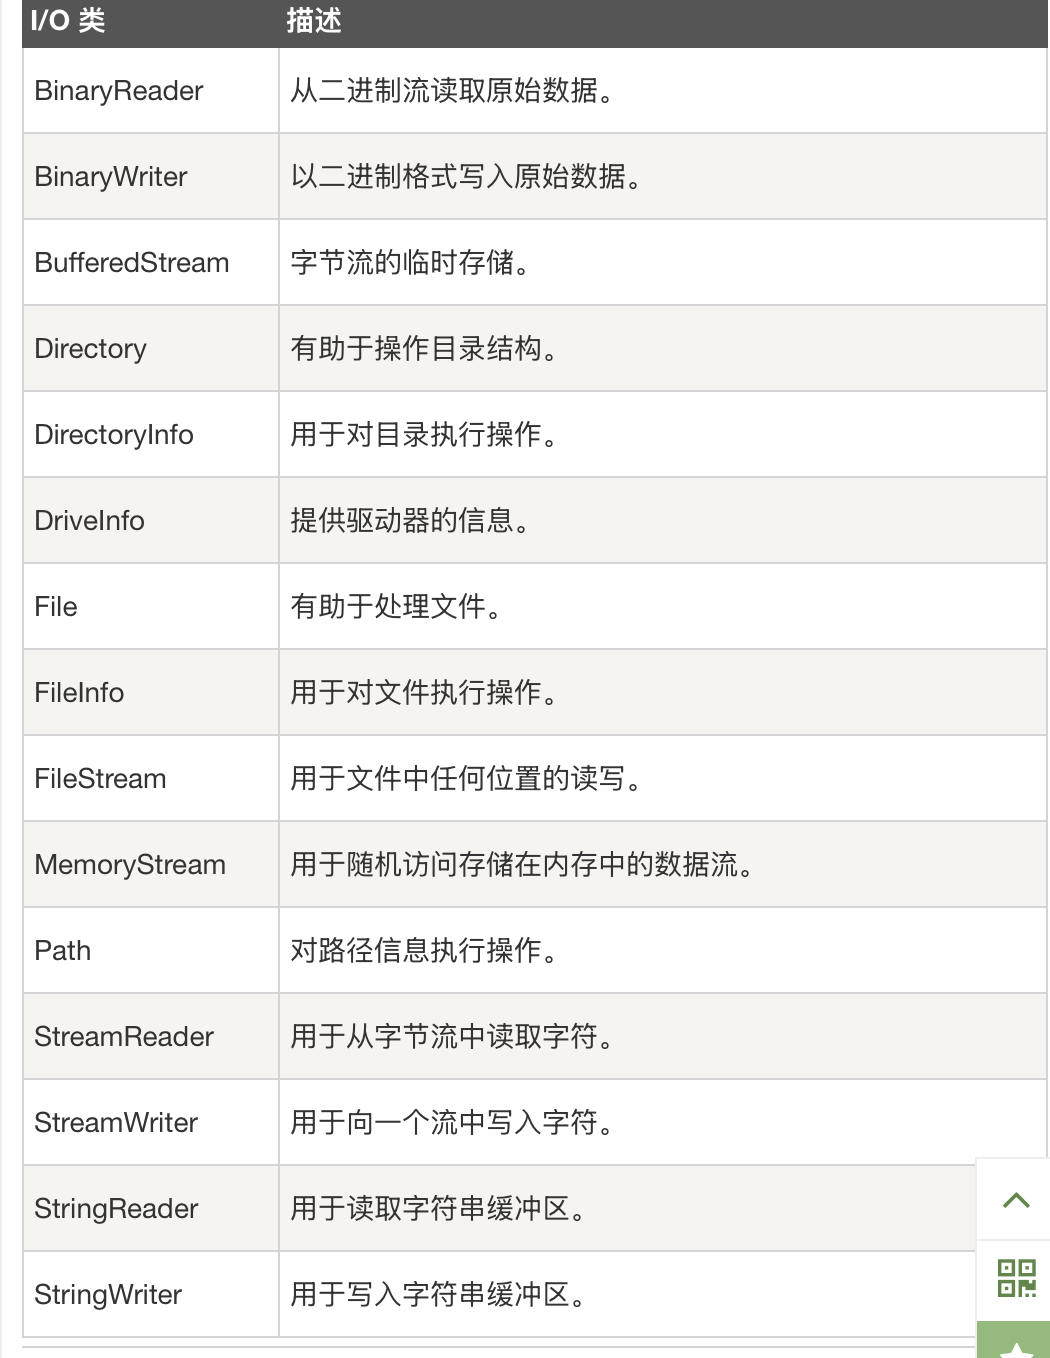 I/O 类 描述
BinaryReader 从二进制流读取原始数据。
BinaryWriter 以二进制格式写入原始数据。
BufferedStream 字节流的临时存储。
Directory 有助于操作目录结构。
DirectoryInfo 用于对目录执行操作。
DriveInfo 提供驱动器的信息。
File 有助于处理文件。
FileInfo 用于对文件执行操作。
FileStream 用于文件中任何位置的读写。
MemoryStream 用于随机访问存储在内存中的数据流。
Path 对路径信息执行操作。
StreamReader 用于从字节流中读取字符。
StreamWriter 用于向一个流中写入字符。
StringReader 用于读取字符串缓冲区。
StringWriter 用于写入字符串缓冲区。